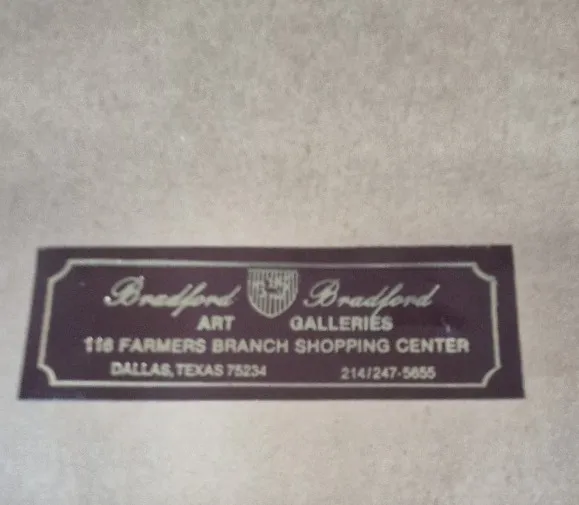 Bradford Bradford
ART GALLERIES
116 FARMERS BRANCH SHOPPING CENTER
DALLAS, TEXAS 75234 214/247-5655